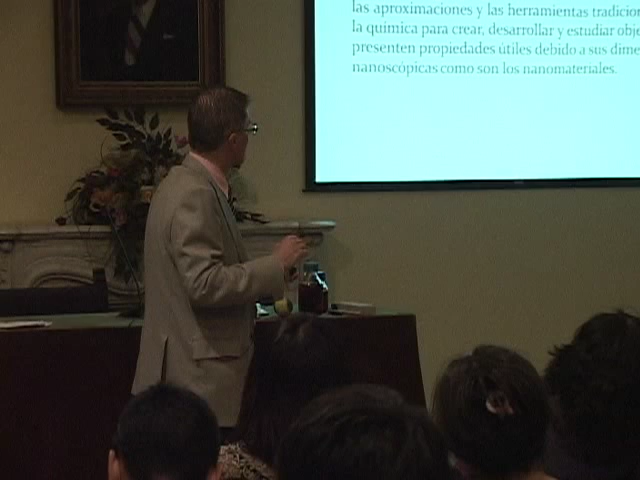 las aproximaciones y las herramientas tradicion
la química para crear, desarrollar y estudiar obje
presenten propiedades útiles debido a sus dime
nanoscópicas como son los nanomateriales.